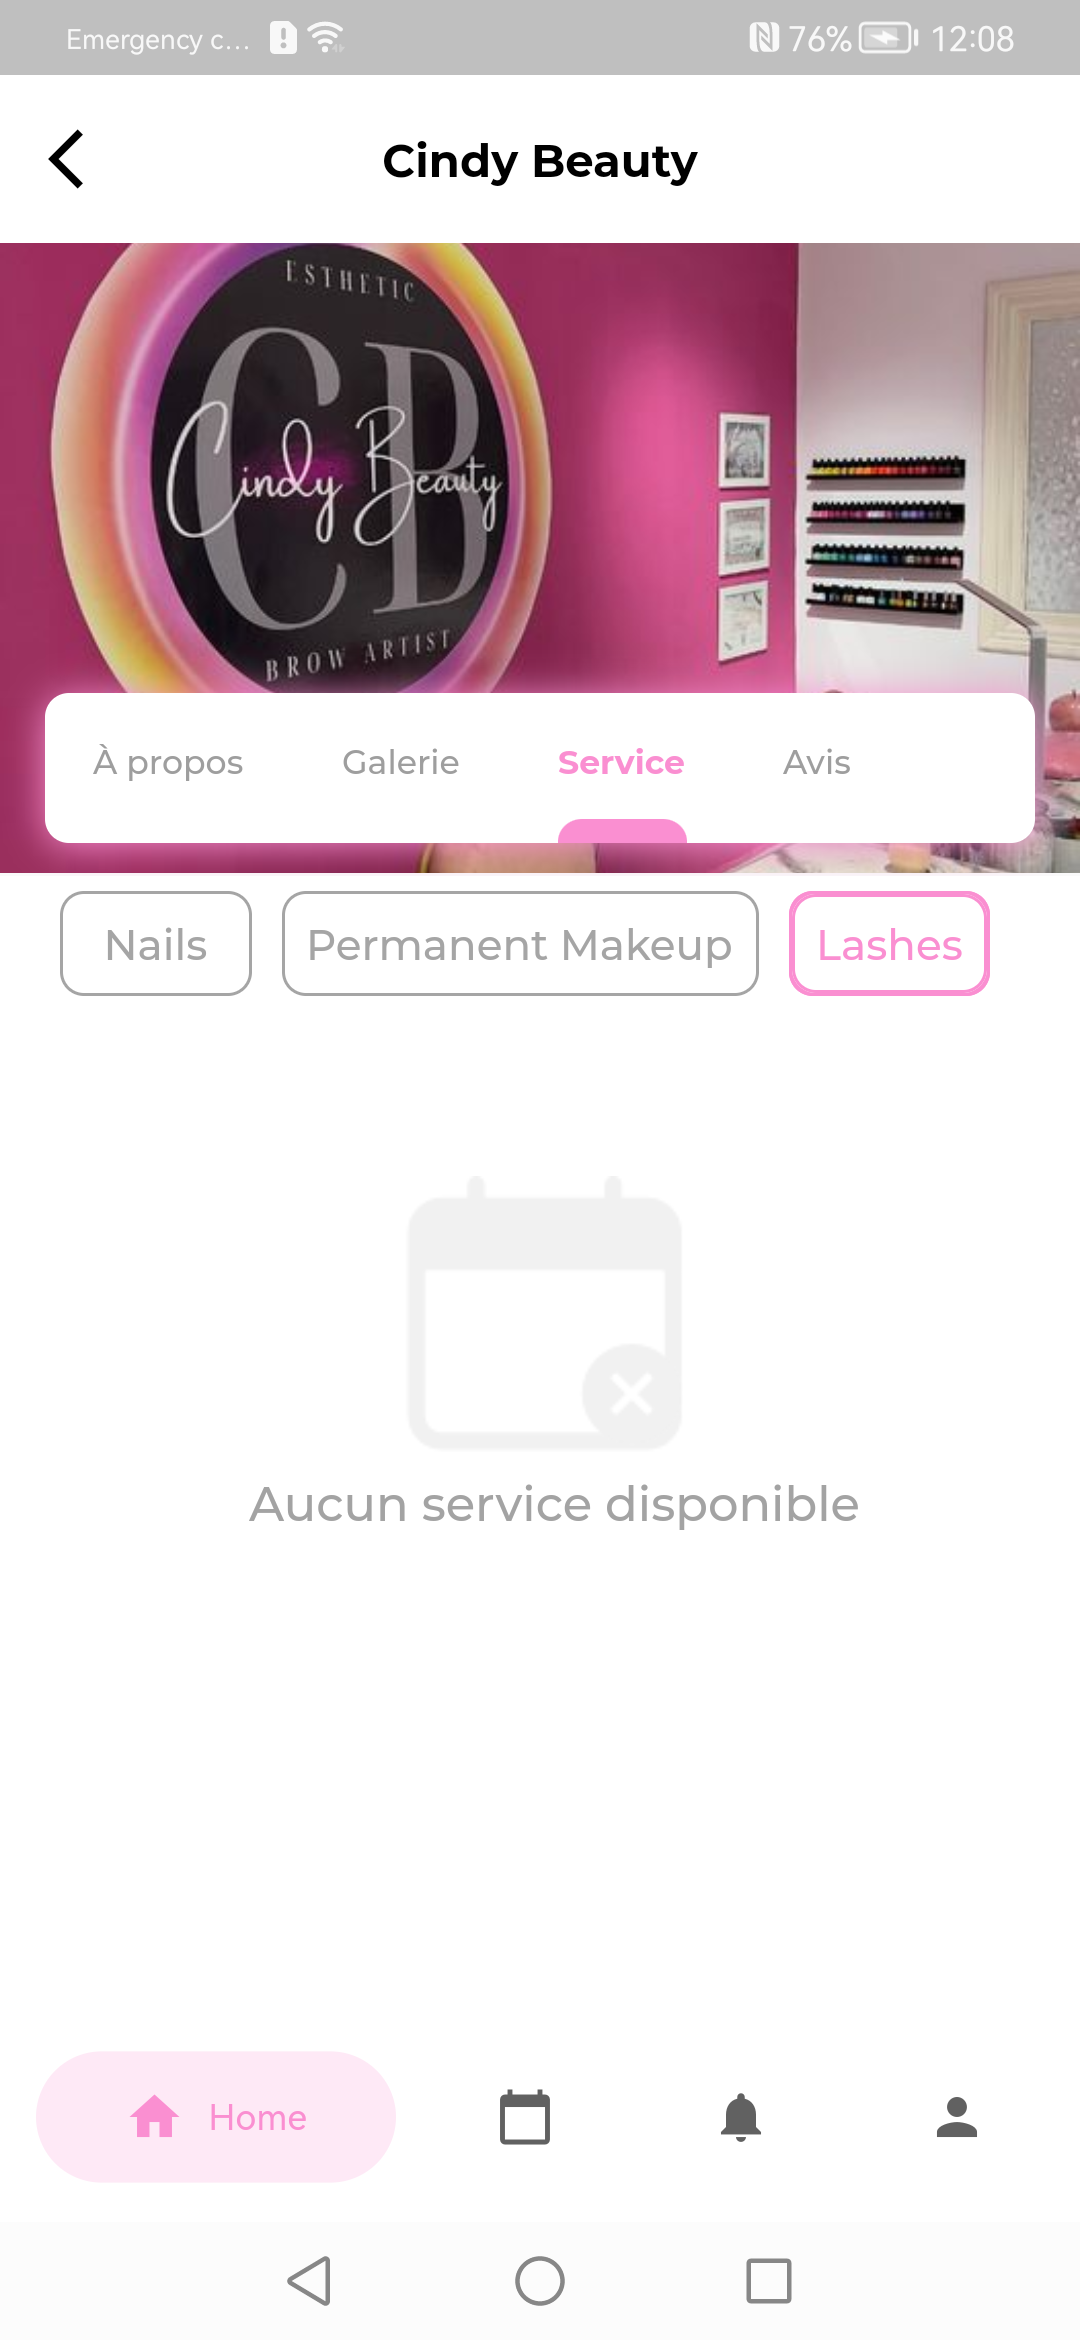 Emergency c... 76% 12:08
Cindy Beauty
ESTHETIC
CB
Cindy Beauty
BROW ARTIST
À propos Galerie Service Avis
Nails Permanent Makeup Lashes
Aucun service disponible
Home